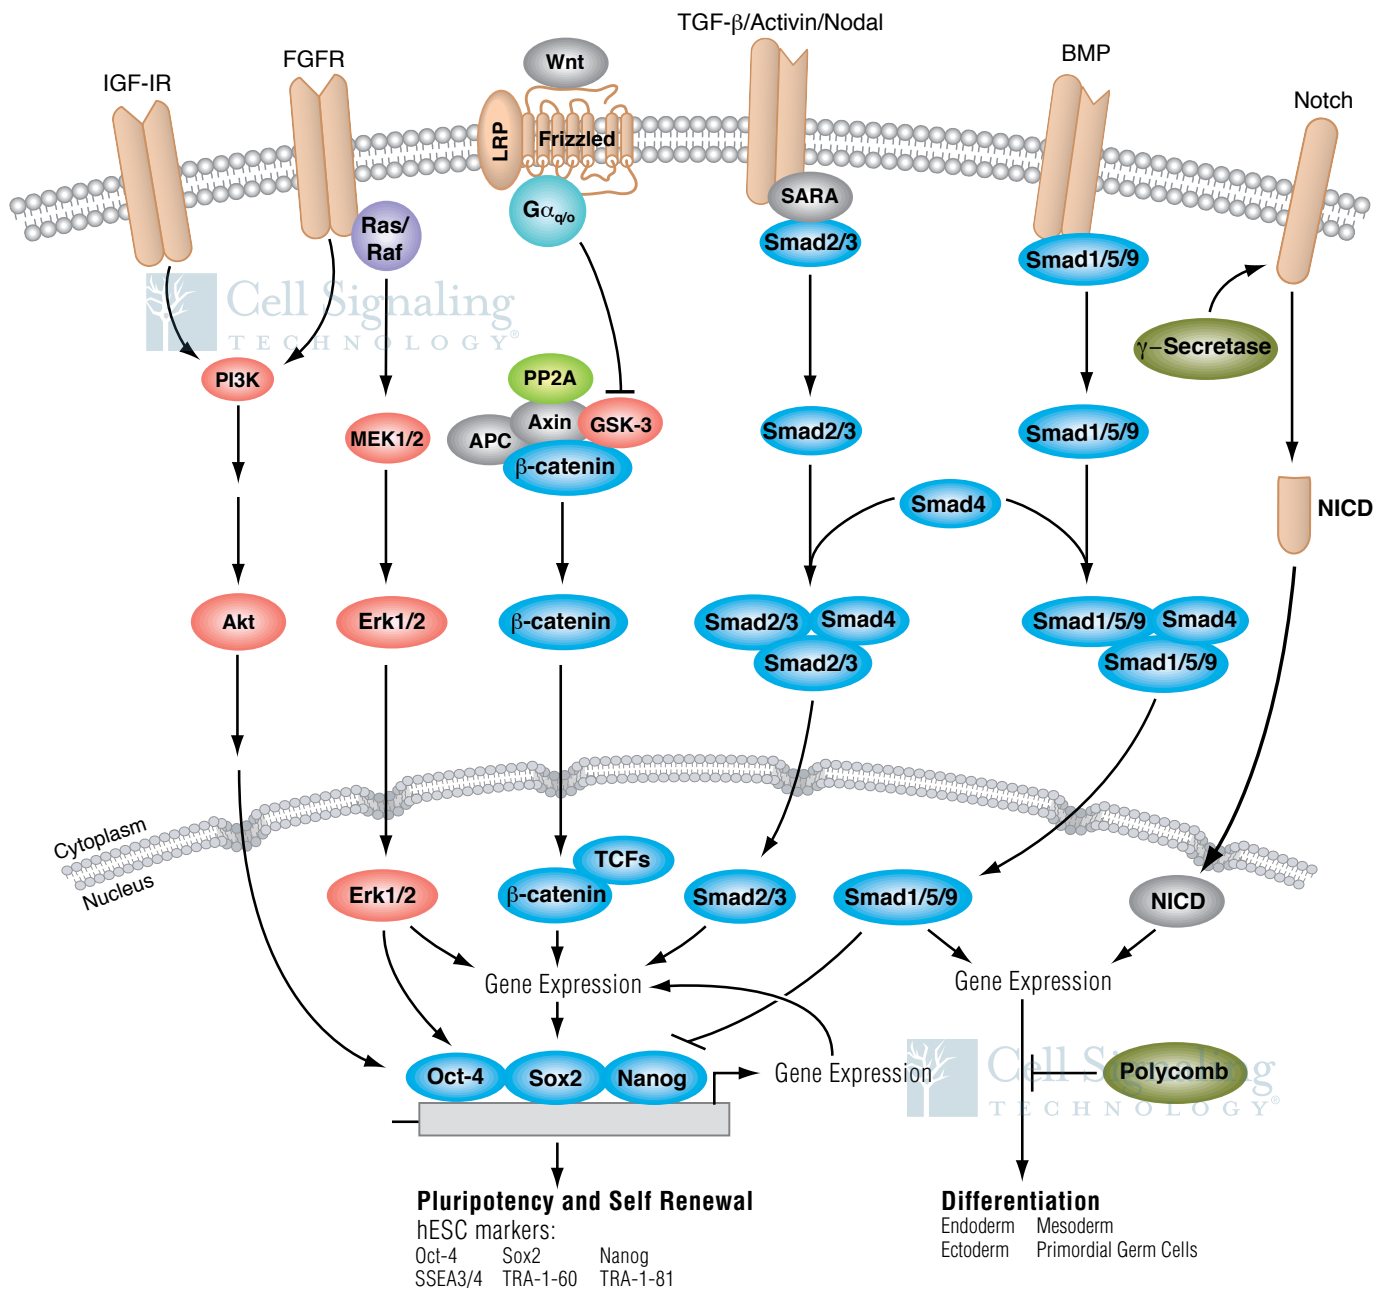 TGF-β/Activin/Nodal
IGF-IR
FGFR
Wnt
BMP
Notch
LRP
Frizzled
Gαq/o
Ras/
Raf
SARA
Smad2/3
Smad1/5/9
Cell Signaling
TECHNOLOGY®
γ–Secretase
PI3K
PP2A
MEK1/2
APC
Axin
GSK-3
β-catenin
Smad2/3
Smad1/5/9
Smad4
NICD
Akt
Erk1/2
β-catenin
Smad2/3
Smad4
Smad2/3
Smad1/5/9
Smad4
Smad1/5/9
Cytoplasm
Nucleus
TCFs
Erk1/2
β-catenin
Smad2/3
Smad1/5/9
NICD
Gene Expression
Gene Expression
Oct-4
Sox2
Nanog
Gene Expression
Cell Signaling
TECHNOLOGY®
Polycomb
Pluripotency and Self Renewal
hESC markers:
Oct-4 Sox2 Nanog
SSEA3/4 TRA-1-60 TRA-1-81
Differentiation
Endoderm Mesoderm
Ectoderm Primordial Germ Cells